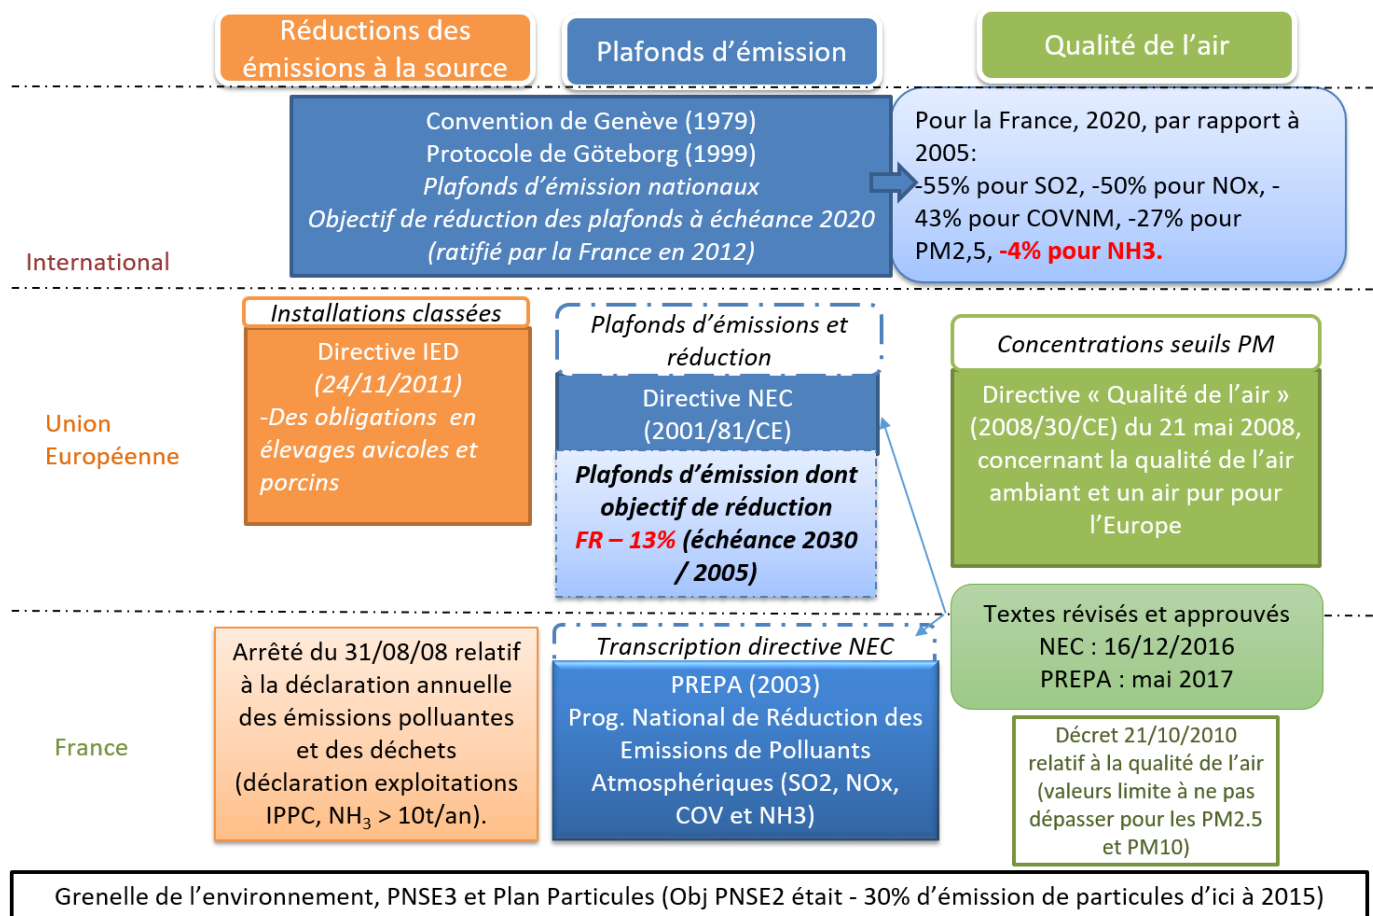 Réductions des
émissions à la source
Plafonds d’émission
Qualité de l’air
International
Convention de Genève (1979)
Protocole de Göteborg (1999)
Plafonds d’émission nationaux
Objectif de réduction des plafonds à échéance 2020
(ratifié par la France en 2012)
Pour la France, 2020, par rapport à
2005:
-55% pour SO2, -50% pour NOx, -
43% pour COVNM, -27% pour
PM2,5, -4% pour NH3.
Union
Européenne
Installations classées
Directive IED
(24/11/2011)
-Des obligations en
élevages avicoles et
porcins
Plafonds d’émissions et
réduction
Directive NEC
(2001/81/CE)
Plafonds d’émission dont
objectif de réduction
FR – 13% (échéance 2030
/ 2005)
Concentrations seuils PM
Directive « Qualité de l’air »
(2008/30/CE) du 21 mai 2008,
concernant la qualité de l’air
ambiant et un air pur pour
l’Europe
Textes révisés et approuvés
NEC : 16/12/2016
PREPA : mai 2017
France
Arrêté du 31/08/08 relatif
à la déclaration annuelle
des émissions polluantes
et des déchets
(déclaration exploitations
IPPC, NH₃ > 10t/an).
Transcription directive NEC
PREPA (2003)
Prog. National de Réduction des
Emissions de Polluants
Atmosphériques (SO2, NOx,
COV et NH3)
Décret 21/10/2010
relatif à la qualité de l’air
(valeurs limite à ne pas
dépasser pour les PM2.5
et PM10)
Grenelle de l’environnement, PNSE3 et Plan Particules (Obj PNSE2 était - 30% d’émission de particules d’ici à 2015)